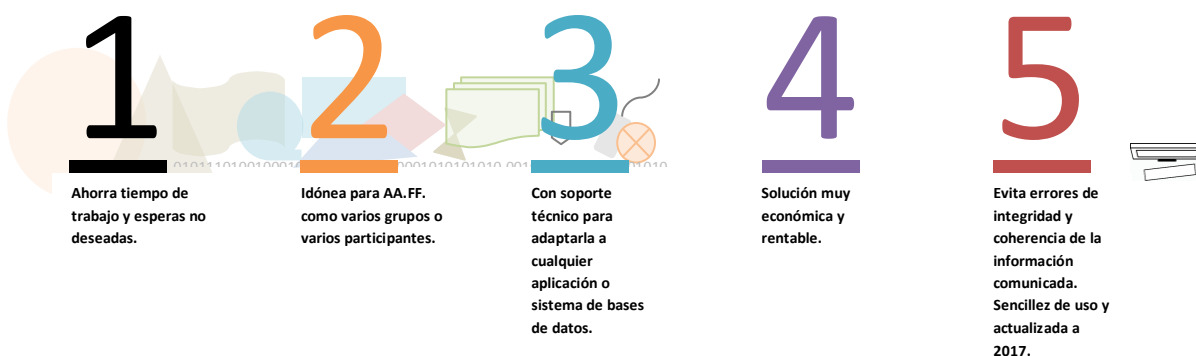 1
Ahorra tiempo de
trabajo y esperas no
deseadas.
2
Idónea para AA.FF.
como varios grupos o
varios participantes.
3
Con soporte
técnico para
adaptarla a
cualquier
aplicación o
sistema de bases
de datos.
4
Solución muy
económica y
rentable.
5
Evita errores de
integridad y
coherencia de la
información
comunicada.
Sencillez de uso y
actualizada a
2017.